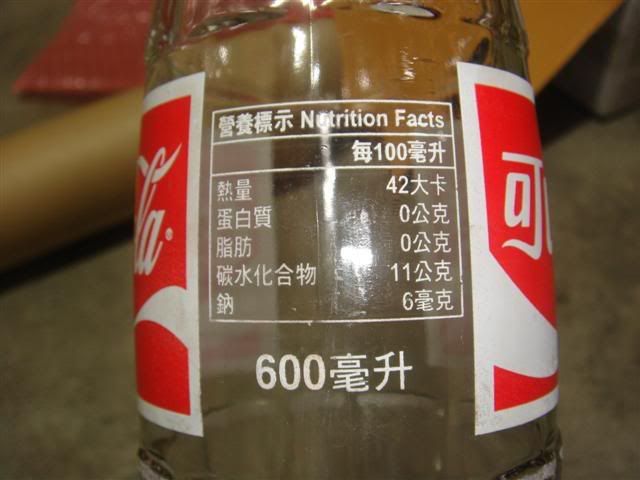 營養標示 Nutrition Facts
每100毫升
熱量 42大卡
蛋白質 0公克
脂肪 0公克
碳水化合物 11公克
鈉 6毫克
600毫升
la®
可